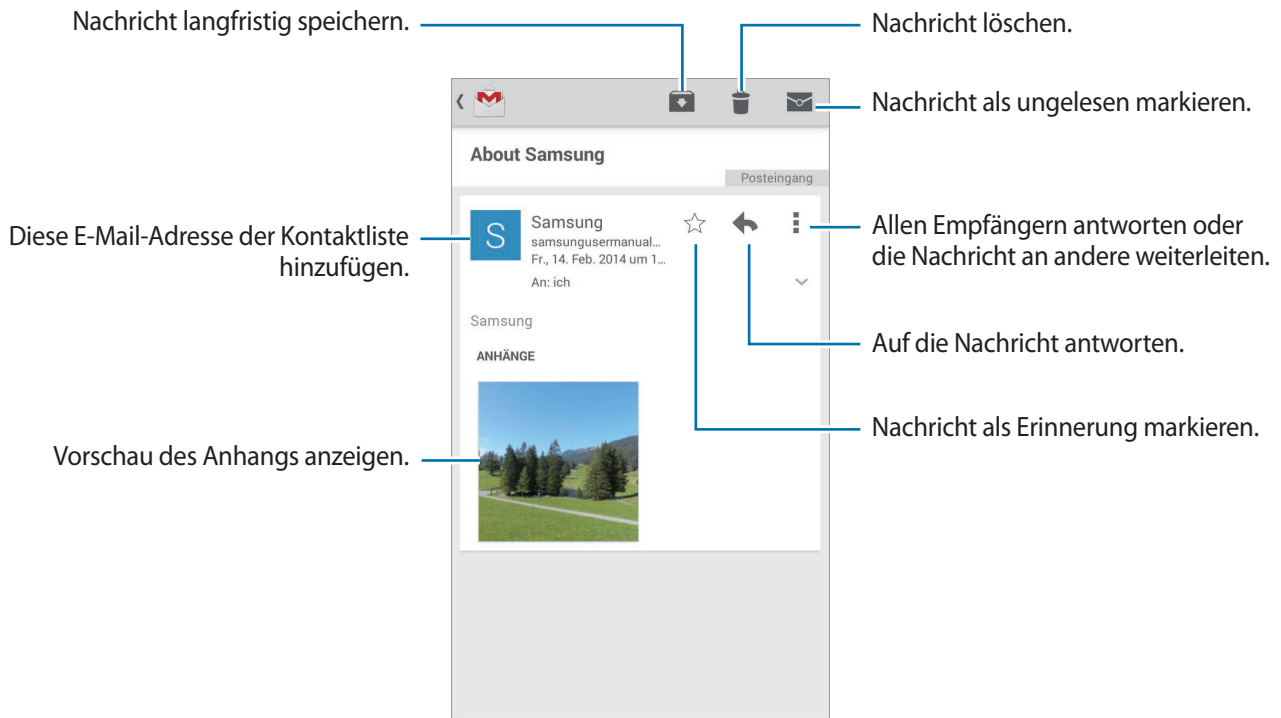 Nachricht langfristig speichern.
Nachricht löschen.
Nachricht als ungelesen markieren.
About Samsung
Posteingang
Diese E-Mail-Adresse der Kontaktliste
hinzufügen.
S
Samsung
samsungusermanual...
Fr., 14. Feb. 2014 um 1...
An: ich
Allen Empfängern antworten oder
die Nachricht an andere weiterleiten.
Samsung
ANHÄNGE
Auf die Nachricht antworten.
Nachricht als Erinnerung markieren.
Vorschau des Anhangs anzeigen.